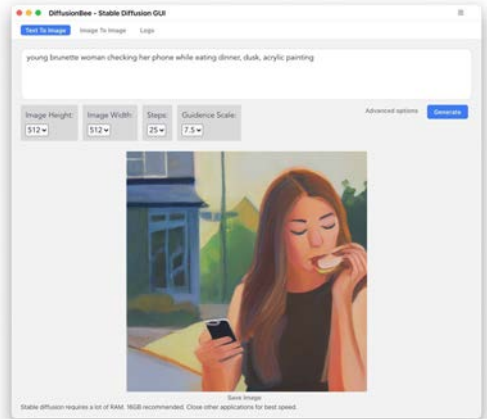 DiffusionBee - Stable Diffusion GUI
Text To Image Image To Image Logs
young brunette woman checking her phone while eating dinner, dusk, acrylic painting
Image Height: Image Width: Steps: Guidence Scale: Advanced options Generate
512 512 25 7.5
Save Image
Stable diffusion requires a lot of RAM. 16GB recommended. Close other applications for best speed.